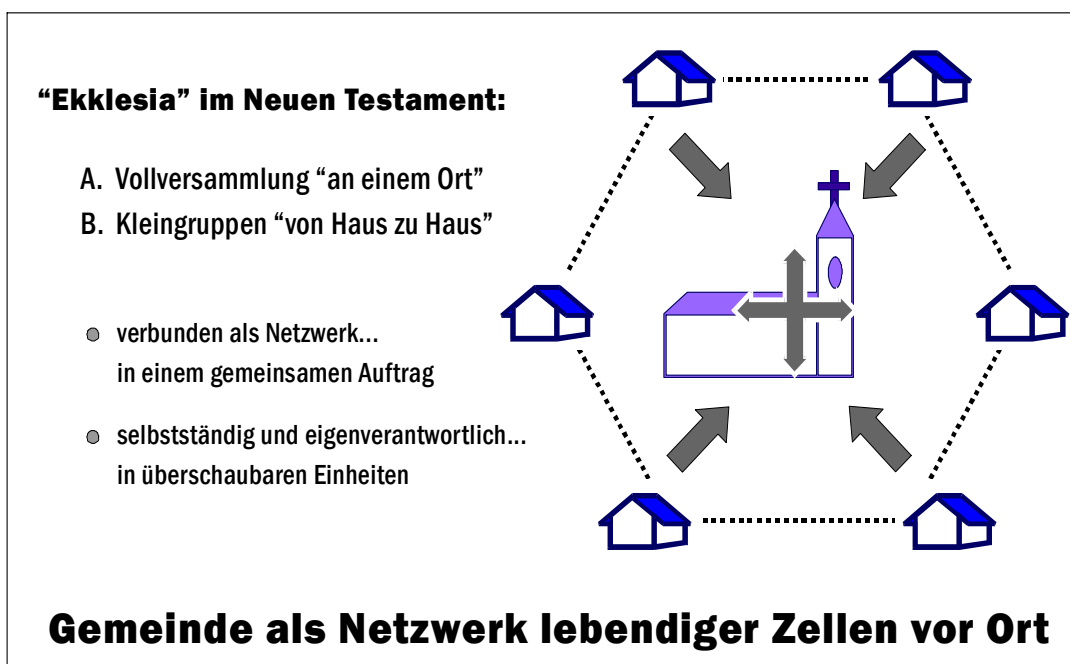 “Ekklesia” im Neuen Testament:
A. Vollversammlung “an einem Ort”
B. Kleingruppen “von Haus zu Haus”
verbunden als Netzwerk...
in einem gemeinsamen Auftrag
selbstständig und eigenverantwortlich...
in überschaubaren Einheiten
Gemeinde als Netzwerk lebendiger Zellen vor Ort